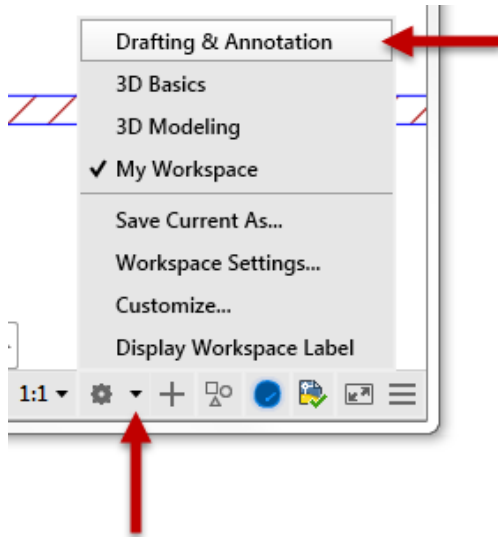 Drafting & Annotation
3D Basics
3D Modeling
My Workspace
Save Current As...
Workspace Settings...
Customize...
Display Workspace Label
1:1